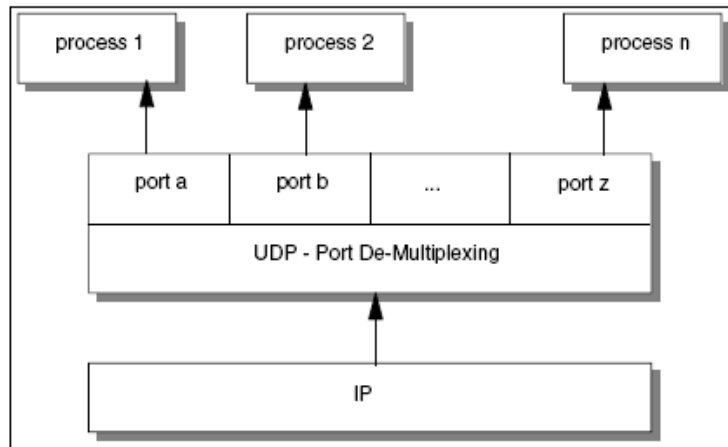 process 1 process 2 process n
port a port b ... port z
UDP - Port De-Multiplexing
IP